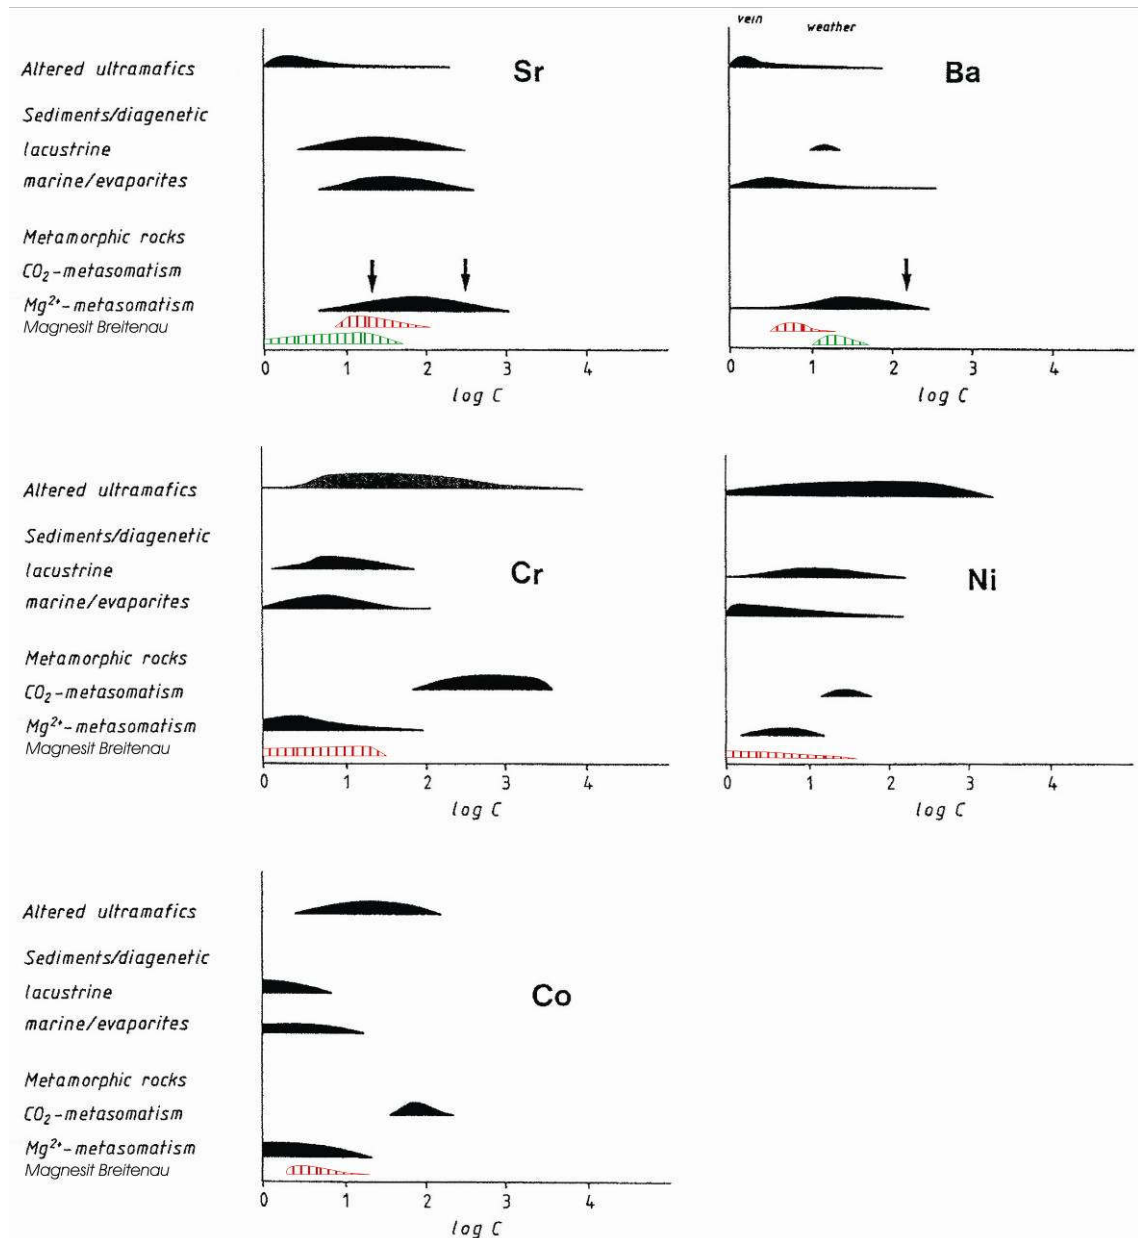 vein
weather
Altered ultramafics
Sr
Ba
Sediments/diagenetic
lacustrine
marine/evaporites
Metamorphic rocks
CO₂-metasomatism
Mg²⁺-metasomatism
Magnesit Breitenau
0 1 2 3 4
log C
0 1 2 3 4
log C
Altered ultramafics
Sediments/diagenetic
lacustrine
Cr
Ni
marine/evaporites
Metamorphic rocks
CO₂-metasomatism
Mg²⁺-metasomatism
Magnesit Breitenau
0 1 2 3 4
log C
0 1 2 3 4
log C
Altered ultramafics
Sediments/diagenetic
lacustrine
Co
marine/evaporites
Metamorphic rocks
CO₂-metasomatism
Mg²⁺-metasomatism
Magnesit Breitenau
0 1 2 3 4
log C